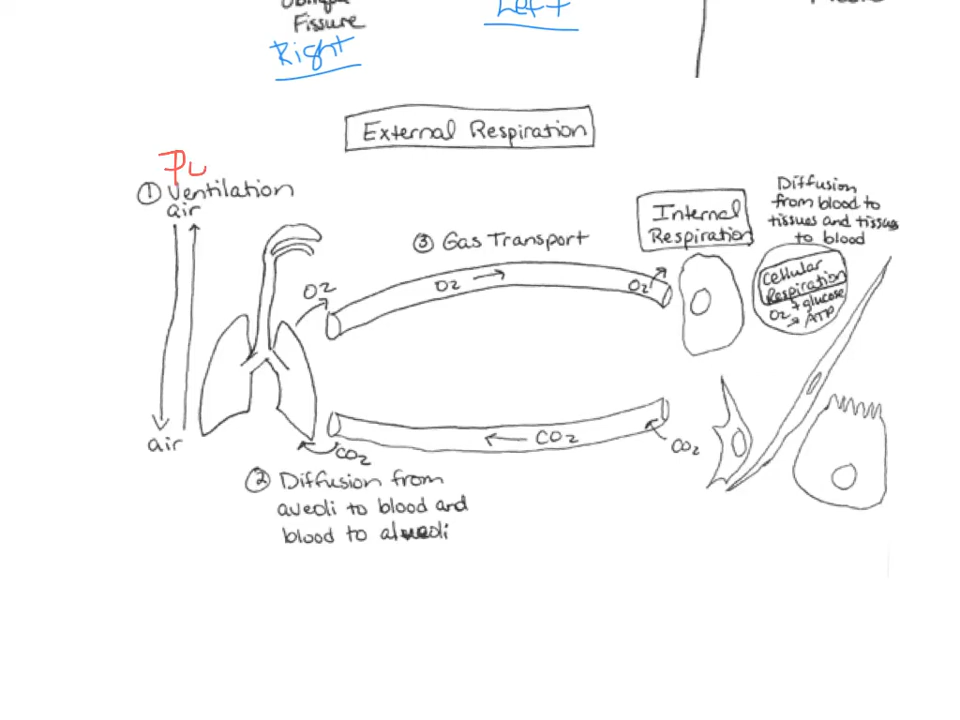 Fissure
Right
Left
External Respiration
Pu
① Ventilation
air
air
③ Gas Transport
O2
O2
O2
CO2
CO2
CO2
② Diffusion from
aveoli to blood and
blood to alveoli
Internal
Respiration
Diffusion
from blood to
tissues and tissues
to blood
Cellular
Respiration
O2 + glucose
→ ATP